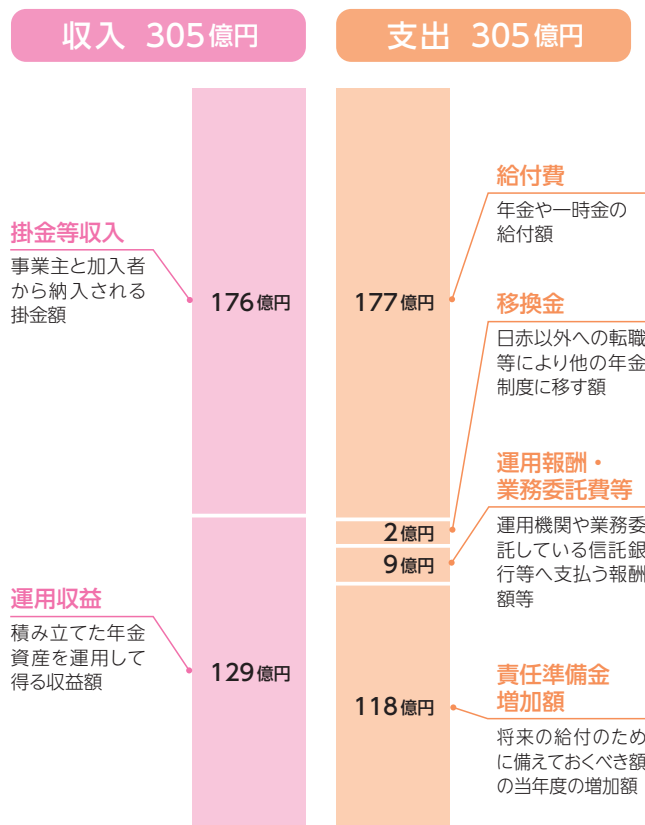 収入 305億円
支出 305億円
掛金等収入
事業主と加入者
から納入される
掛金額
176億円
運用収益
積み立てた年金
資産を運用して
得る収益額
129億円
177億円
給付費
年金や一時金の
給付額
移換金
日赤以外への転職
等により他の年金
制度に移す額
2億円
運用報酬・
業務委託費等
運用機関や業務委
託している信託銀
行等へ支払う報酬
額等
9億円
118億円
責任準備金
増加額
将来の給付のため
に備えておくべき額
の当年度の増加額